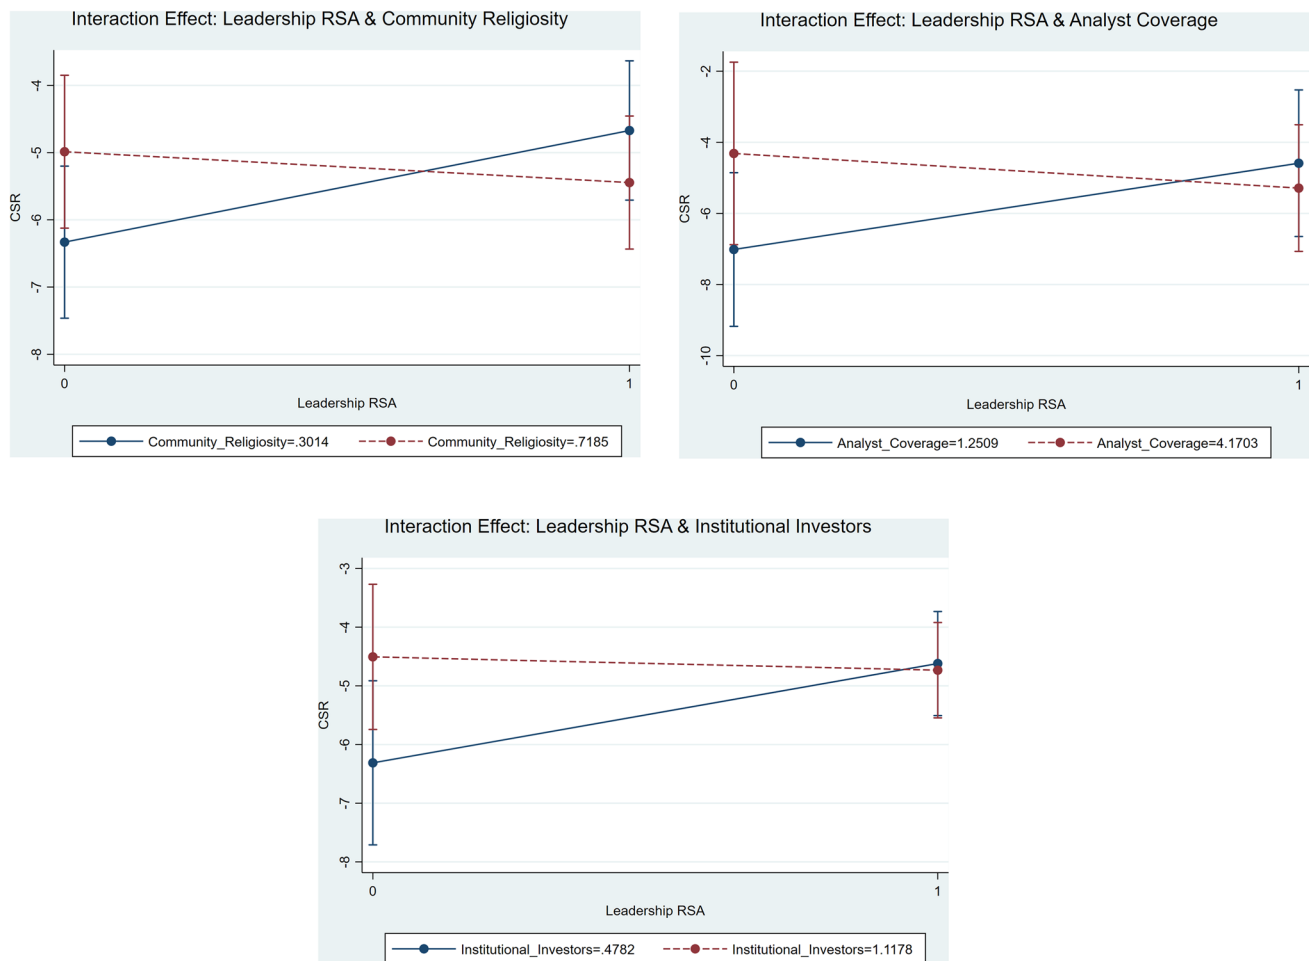 Interaction Effect: Leadership RSA & Community Religiosity
CSR
-4
-5
-6
-7
-8
0
1
Leadership RSA
Community_Religiosity=.3014
Community_Religiosity=.7185
Interaction Effect: Leadership RSA & Analyst Coverage
CSR
-2
-4
-6
-8
-10
0
1
Leadership RSA
Analyst_Coverage=1.2509
Analyst_Coverage=4.1703
Interaction Effect: Leadership RSA & Institutional Investors
CSR
-3
-4
-5
-6
-7
-8
0
1
Leadership RSA
Institutional_Investors=.4782
Institutional_Investors=1.1178